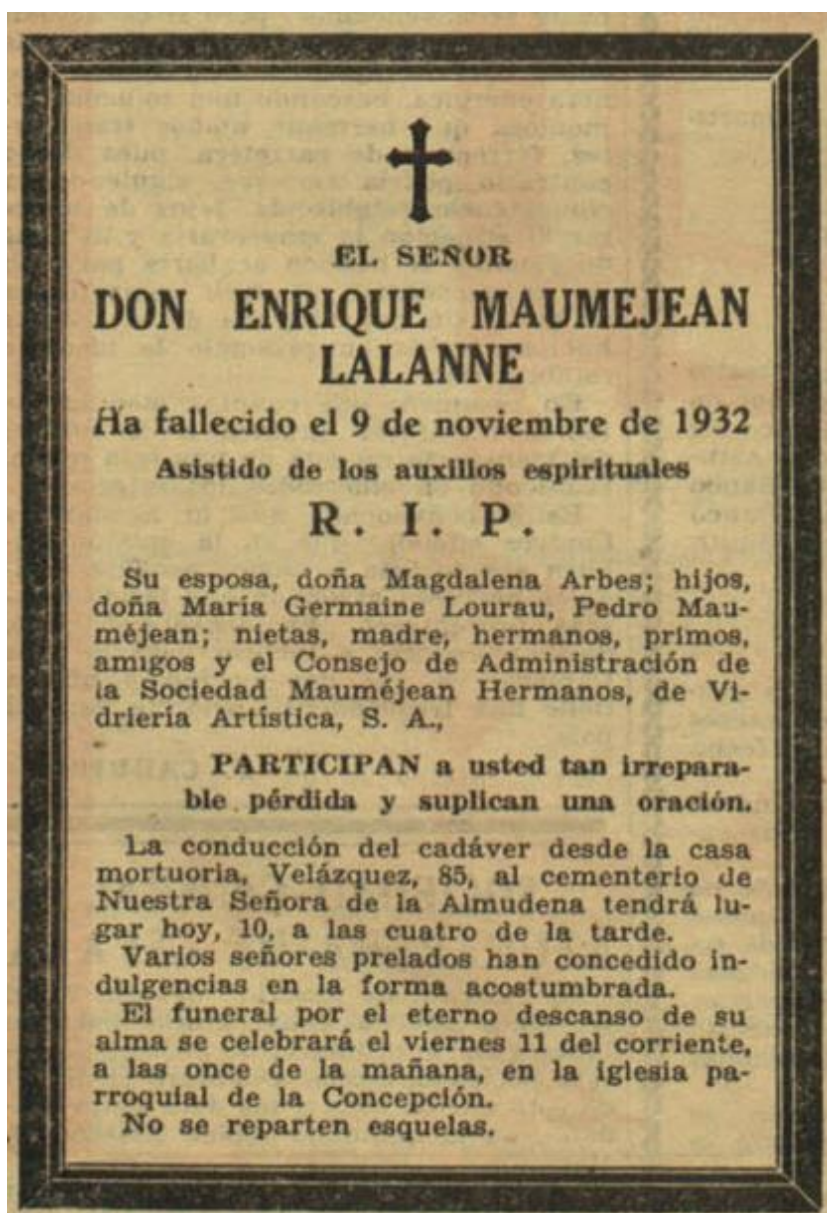 EL SEÑOR
DON ENRIQUE MAUMEJEAN
LALANNE
Ha fallecido el 9 de noviembre de 1932
Asistido de los auxilios espirituales
R. I. P.
Su esposa, doña Magdalena Arbes; hijos,
doña María Germaine Lourau, Pedro Mau-
méjean; nietas, madre, hermanos, primos,
amigos y el Consejo de Administración de
la Sociedad Mauméjean Hermanos, de Vi-
driería Artística, S. A.,
PARTICIPAN a usted tan irrepara-
ble pérdida y suplican una oración.
La conducción del cadáver desde la casa
mortuoria, Velázquez, 85, al cementerio de
Nuestra Señora de la Almudena tendrá lu-
gar hoy, 10, a las cuatro de la tarde.
Varios señores prelados han concedido in-
dulgencias en la forma acostumbrada.
El funeral por el eterno descanso de su
alma se celebrará el viernes 11 del corriente,
a las once de la mañana, en la iglesia pa-
rroquial de la Concepción.
No se reparten esquelas.